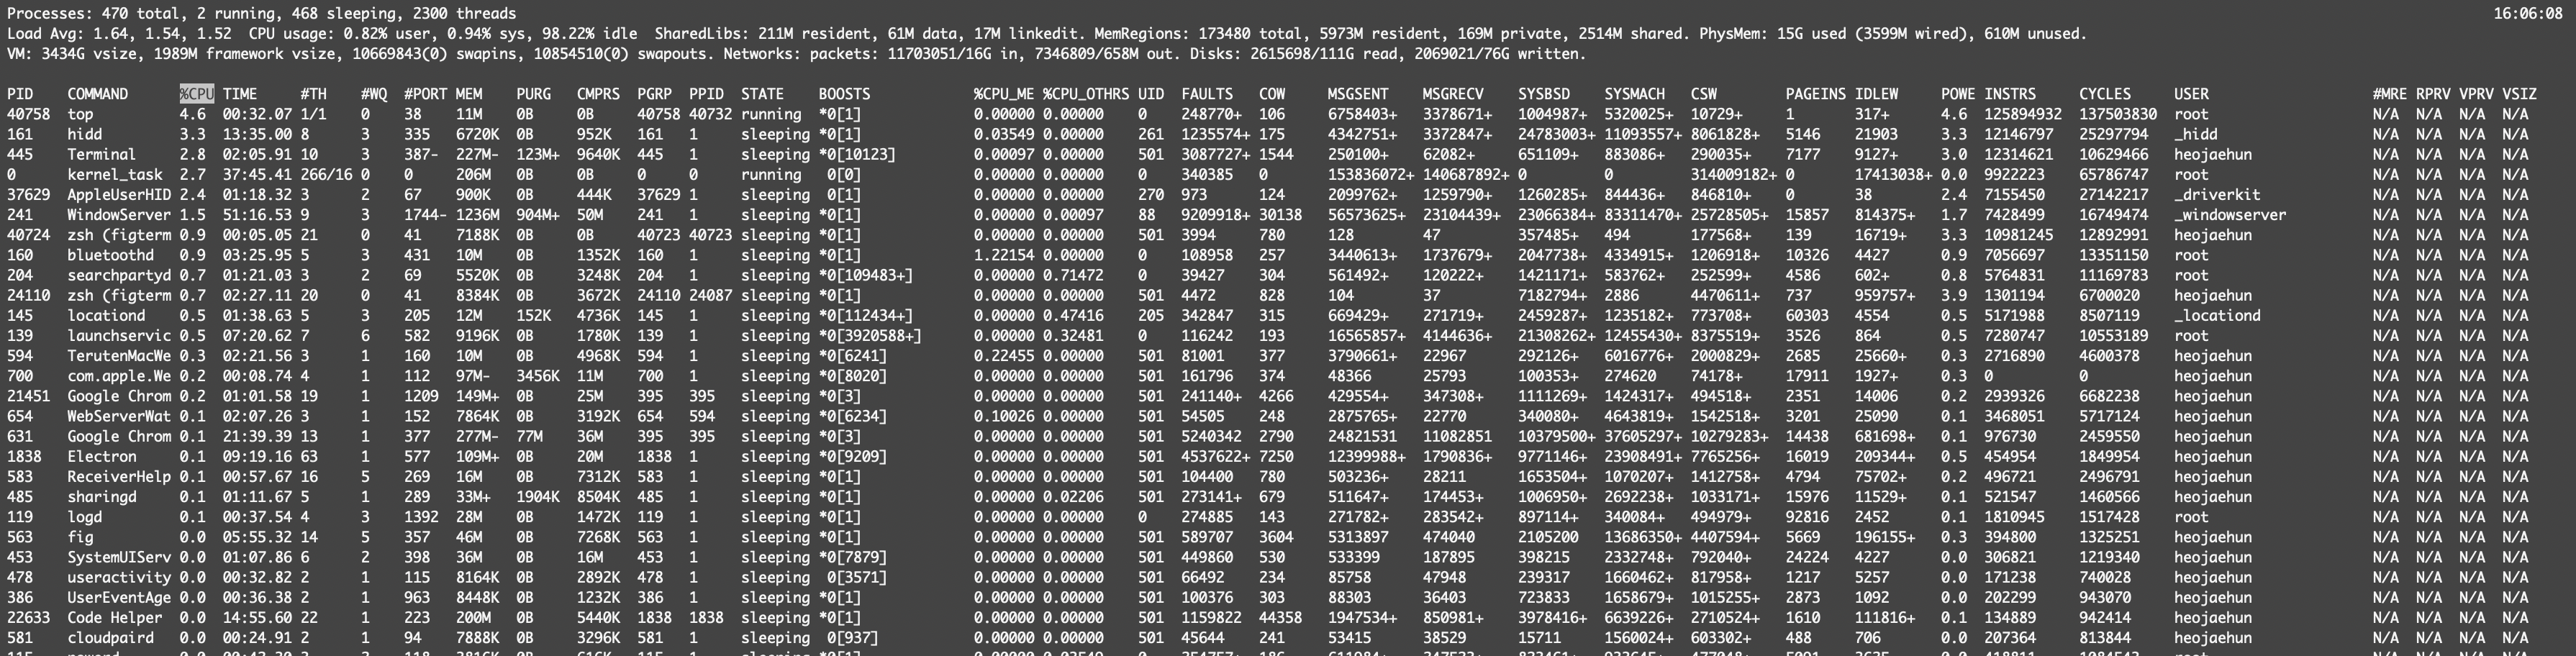 Processes: 470 total, 2 running, 468 sleeping, 2300 threads 16:06:08
Load Avg: 1.64, 1.54, 1.52 CPU usage: 0.82% user, 0.94% sys, 98.22% idle SharedLibs: 211M resident, 61M data, 17M linkedit. MemRegions: 173480 total, 5973M resident, 169M private, 2514M shared. PhysMem: 15G used (3599M wired), 610M unused.
VM: 3434G vsize, 1989M framework vsize, 10669843(0) swapins, 10854510(0) swapouts. Networks: packets: 11703051/16G in, 7346809/658M out. Disks: 2615698/111G read, 2069021/76G written.
PID COMMAND %CPU TIME #TH #WQ #PORT MEM PURG CMPRS PGRP PPID STATE BOOSTS %CPU_ME %CPU_OTHRS UID FAULTS COW MSGSENT MSGRECV SYSBSD SYSMACH CSW PAGEINS IDLEW POWE INSTRS CYCLES USER #MRE RPRV VPRV VSIZ
40758 top 4.6 00:32.07 1/1 0 38 11M 0B 0B 40758 40732 running *0[1] 0.00000 0.00000 0 248770+ 106 6758403+ 3378671+ 1004987+ 5320025+ 10729+ 1 317+ 4.6 125894932 137503830 root N/A N/A N/A N/A
161 hidd 3.3 13:35.00 8 3 335 6720K 0B 952K 161 1 sleeping *0[1] 0.03549 0.00000 261 1235574+ 175 4342751+ 3372847+ 24783003+ 11093557+ 8061828+ 5146 21903 3.3 12146797 25297794 _hidd N/A N/A N/A N/A
445 Terminal 2.8 02:05.91 10 3 387- 227M- 123M+ 9640K 445 1 sleeping *0[10123] 0.00097 0.00000 501 3087727+ 1544 250100+ 62082+ 651109+ 883086+ 290035+ 7177 9127+ 3.0 12314621 10629466 heojaehun N/A N/A N/A N/A
0 kernel_task 2.7 37:45.41 266/16 0 0 206M 0B 0B 0 0 running 0[0] 0.00000 0.00000 0 340385 0 153836072+ 140687892+ 0 0 314009182+ 0 17413038+ 0.0 9922223 65786747 root N/A N/A N/A N/A
37629 AppleUserHID 2.4 01:18.32 3 2 67 900K 0B 444K 37629 1 sleeping 0[1] 0.00000 0.00000 270 973 124 2099762+ 1259790+ 1260285+ 844436+ 846810+ 0 38 2.4 7155450 27142217 _driverkit N/A N/A N/A N/A
241 WindowServer 1.5 51:16.53 9 3 1744- 1236M 904M+ 50M 241 1 sleeping *0[1] 0.00000 0.00097 88 9209918+ 30138 56573625+ 23104439+ 23066384+ 83311470+ 25728505+ 15857 814375+ 1.7 7428499 16749474 _windowserver N/A N/A N/A N/A
40724 zsh (figterm 0.9 00:05.05 21 0 41 7188K 0B 0B 40723 40723 sleeping *0[1] 0.00000 0.00000 501 3994 780 128 47 357485+ 494 177568+ 139 16719+ 3.3 10981245 12892991 heojaehun N/A N/A N/A N/A
160 bluetoothd 0.9 03:25.95 5 3 431 10M 0B 1352K 160 1 sleeping *0[1] 1.22154 0.00000 0 108958 257 3440613+ 1737679+ 2047738+ 4334915+ 1206918+ 10326 4427 0.9 7056697 13351150 root N/A N/A N/A N/A
204 searchpartyd 0.7 01:21.03 3 2 69 5520K 0B 3248K 204 1 sleeping *0[109483+] 0.00000 0.71472 0 39427 304 561492+ 120222+ 1421171+ 583762+ 252599+ 4586 602+ 0.8 5764831 11169783 root N/A N/A N/A N/A
24110 zsh (figterm 0.7 02:27.11 20 0 41 8384K 0B 3672K 24110 24087 sleeping *0[1] 0.00000 0.00000 501 4472 828 104 37 7182794+ 2886 4470611+ 737 959757+ 3.9 1301194 6700020 heojaehun N/A N/A N/A N/A
145 locationd 0.5 01:38.63 5 3 205 12M 152K 4736K 145 1 sleeping *0[112434+] 0.00000 0.47416 205 342847 315 669429+ 271719+ 2459287+ 1235182+ 773708+ 60303 4554 0.5 5171988 8507119 _locationd N/A N/A N/A N/A
139 launchservic 0.5 07:20.62 7 6 582 9196K 0B 1780K 139 1 sleeping *0[3920588+] 0.00000 0.32481 0 116242 193 16565857+ 4144636+ 21308262+ 12455430+ 8375519+ 3526 864 0.5 7280747 10553189 root N/A N/A N/A N/A
594 TerutenMacWe 0.3 02:21.56 3 1 160 10M 0B 4968K 594 1 sleeping *0[6241] 0.22455 0.00000 501 81001 377 3790661+ 22967 292126+ 6016776+ 2000829+ 2685 25660+ 0.3 2716890 4600378 heojaehun N/A N/A N/A N/A
700 com.apple.We 0.2 00:08.74 4 1 112 97M- 3456K 11M 700 1 sleeping *0[8020] 0.00000 0.00000 501 161796 374 48366 25793 100353+ 274620 74178+ 17911 1927+ 0.3 0 0 heojaehun N/A N/A N/A N/A
21451 Google Chrom 0.2 01:01.58 19 1 1209 149M+ 0B 25M 395 395 sleeping *0[3] 0.00000 0.00000 501 241140+ 4266 429554+ 347308+ 1111269+ 1424317+ 494518+ 2351 14006 0.2 2939326 6682238 heojaehun N/A N/A N/A N/A
654 WebServerWat 0.1 02:07.26 3 1 152 7864K 0B 3192K 654 594 sleeping *0[6234] 0.10026 0.00000 501 54505 248 2875765+ 22770 340080+ 4643819+ 1542518+ 3201 25090 0.1 3468051 5717124 heojaehun N/A N/A N/A N/A
631 Google Chrom 0.1 21:39.39 13 1 377 277M- 77M 36M 395 395 sleeping *0[3] 0.00000 0.00000 501 5240342 2790 24821531 11082851 10379500+ 37605297+ 10279283+ 14438 681698+ 0.1 976730 2459550 heojaehun N/A N/A N/A N/A
1838 Electron 0.1 09:19.16 63 1 577 109M+ 0B 20M 1838 1 sleeping *0[9209] 0.00000 0.00000 501 4537622+ 7250 12399988+ 1790836+ 9771146+ 23908491+ 7765256+ 16019 209344+ 0.5 454954 1849954 heojaehun N/A N/A N/A N/A
583 ReceiverHelp 0.1 00:57.67 16 5 269 16M 0B 7312K 583 1 sleeping *0[1] 0.00000 0.00000 501 104400 780 503236+ 28211 1653504+ 1070207+ 1412758+ 4794 75702+ 0.2 496721 2496791 heojaehun N/A N/A N/A N/A
485 sharingd 0.1 01:11.67 5 1 289 33M+ 1904K 8504K 485 1 sleeping *0[1] 0.00000 0.02206 501 273141+ 679 511647+ 174453+ 1006950+ 2692238+ 1033171+ 15976 11529+ 0.1 521547 1460566 heojaehun N/A N/A N/A N/A
119 logd 0.1 00:37.54 4 3 1392 28M 0B 1472K 119 1 sleeping *0[1] 0.00000 0.00000 0 274885 143 271782+ 283542+ 897114+ 340084+ 494979+ 92816 2452 0.1 1810945 1517428 root N/A N/A N/A N/A
563 fig 0.0 05:55.32 14 5 357 46M 0B 7268K 563 1 sleeping *0[1] 0.00000 0.00000 501 589707 3604 5313897 474040 2105200 13686350+ 4407594+ 5669 196155+ 0.3 394800 1325251 heojaehun N/A N/A N/A N/A
453 SystemUIServ 0.0 01:07.86 6 2 398 36M 0B 16M 453 1 sleeping *0[7879] 0.00000 0.00000 501 449860 530 533399 187895 398215 2332748+ 792040+ 24224 4227 0.0 306821 1219340 heojaehun N/A N/A N/A N/A
478 useractivity 0.0 00:32.82 2 1 115 8164K 0B 2892K 478 1 sleeping 0[3571] 0.00000 0.00000 501 66492 234 85758 47948 239317 1660462+ 817958+ 1217 5257 0.0 171238 740028 heojaehun N/A N/A N/A N/A
386 UserEventAge 0.0 00:36.38 2 1 963 8448K 0B 1232K 386 1 sleeping *0[1] 0.00000 0.00000 501 100376 303 88303 36403 723833 1658679+ 1015255+ 2873 1092 0.0 202299 943070 heojaehun N/A N/A N/A N/A
22633 Code Helper 0.0 14:55.60 22 1 223 200M 0B 5440K 1838 1838 sleeping *0[1] 0.00000 0.00000 501 1159822 44358 1947534+ 850981+ 3978416+ 6639226+ 2710524+ 1610 111816+ 0.1 134889 942414 heojaehun N/A N/A N/A N/A
581 cloudpaird 0.0 00:24.91 2 1 94 7888K 0B 3296K 581 1 sleeping 0[937] 0.00000 0.00000 501 45644 241 53415 38529 15711 1560024+ 603302+ 488 706 0.0 207364 813844 heojaehun N/A N/A N/A N/A